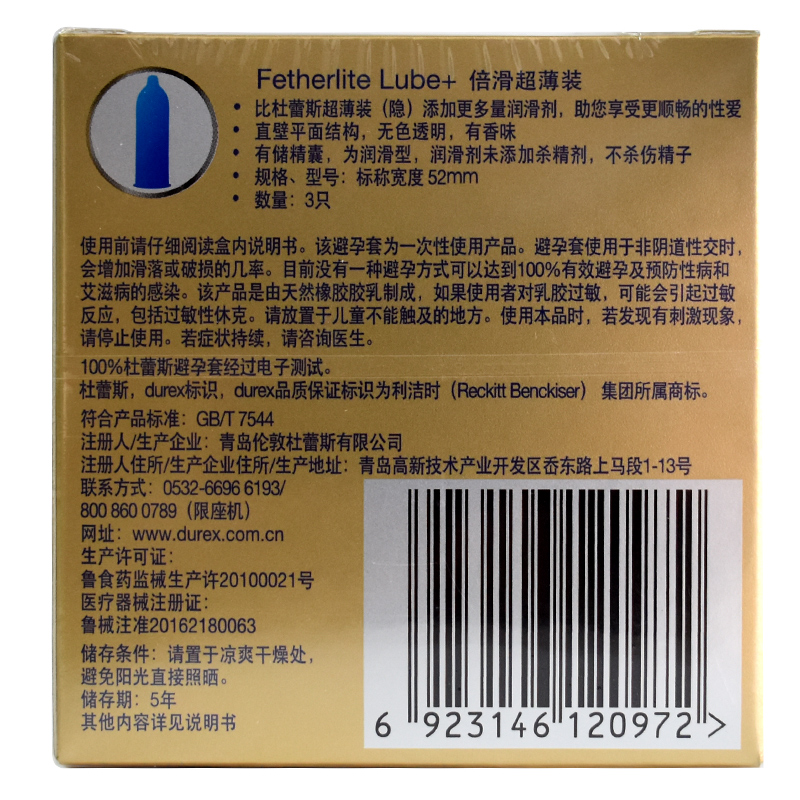 Fetherlite Lube+ 倍滑超薄装
• 比杜蕾斯超薄装（隐）添加更多量润滑剂，助您享受更顺畅的性爱
• 直壁平面结构，无色透明，有香味
• 有储精囊，为润滑型，润滑剂未添加杀精剂，不杀伤精子
• 规格、型号：标称宽度52mm
• 数量：3只
使用前请仔细阅读盒内说明书。该避孕套为一次性使用产品。避孕套使用于非阴道性交时，
会增加滑落或破损的几率。目前没有一种避孕方式可以达到100%有效避孕及预防性病和
艾滋病的感染。该产品是由天然橡胶胶乳制成，如果使用者对乳胶过敏，可能会引起过敏
反应，包括过敏性休克。请放置于儿童不能触及的地方。使用本品时，若发现有刺激现象，
请停止使用。若症状持续，请咨询医生。
100%杜蕾斯避孕套经过电子测试。
杜蕾斯，durex标识，durex品质保证标识为利洁时（Reckitt Benckiser） 集团所属商标。
符合产品标准：GB/T 7544
注册人/生产企业：青岛伦敦杜蕾斯有限公司
注册人住所/生产企业住所/生产地址：青岛高新技术产业开发区岙东路上马段1-13号
联系方式：0532-6696 6193/
800 860 0789（限座机）
网址：www.durex.com.cn
生产许可证：
鲁食药监械生产许20100021号
医疗器械注册证：
鲁械注准20162180063
储存条件：请置于凉爽干燥处，
避免阳光直接照晒。
储存期：5年
其他内容详见说明书
6 923146 120972 >